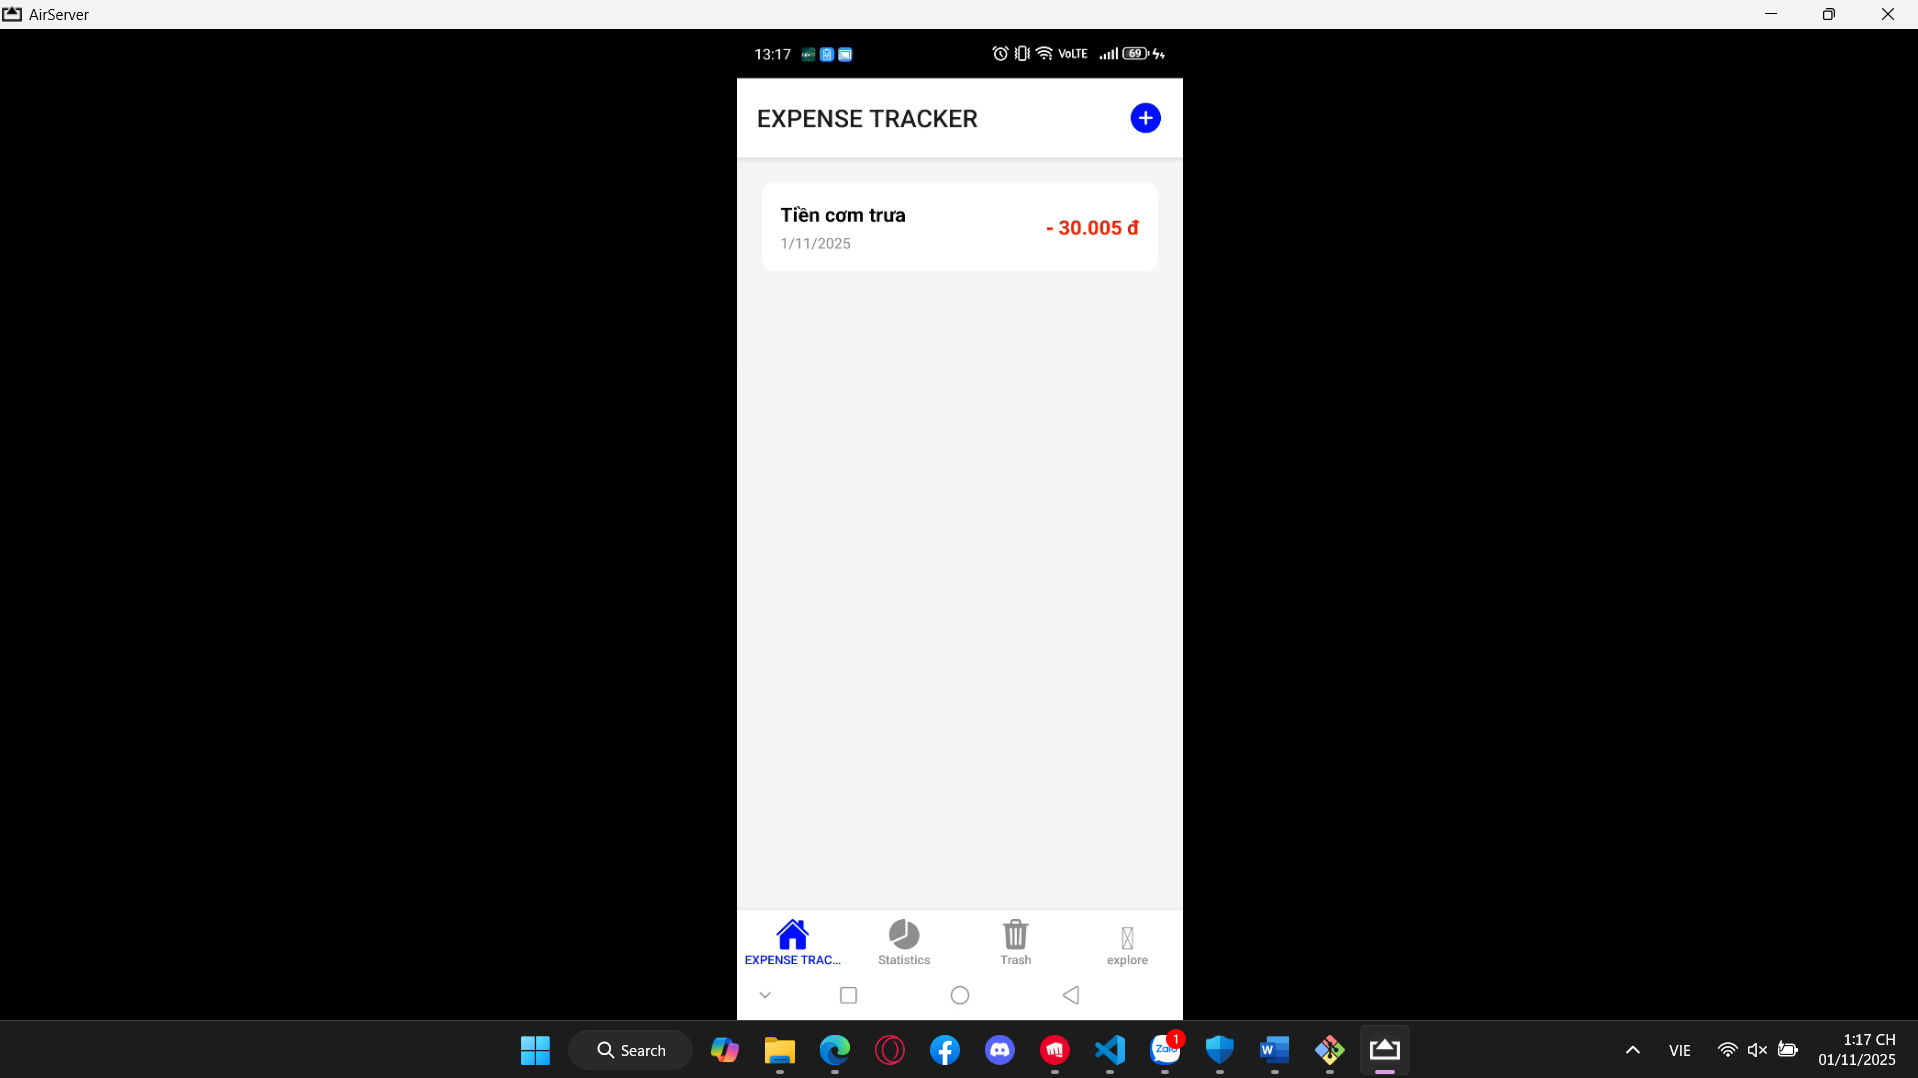 AirServer
13:17
VoLTE
69
EXPENSE TRACKER
Tiền cơm trưa
- 30.005 đ
1/11/2025
EXPENSE TRAC...
Statistics
Trash
explore
Search
Zalo
1
W
VIE
1:17 CH
01/11/2025